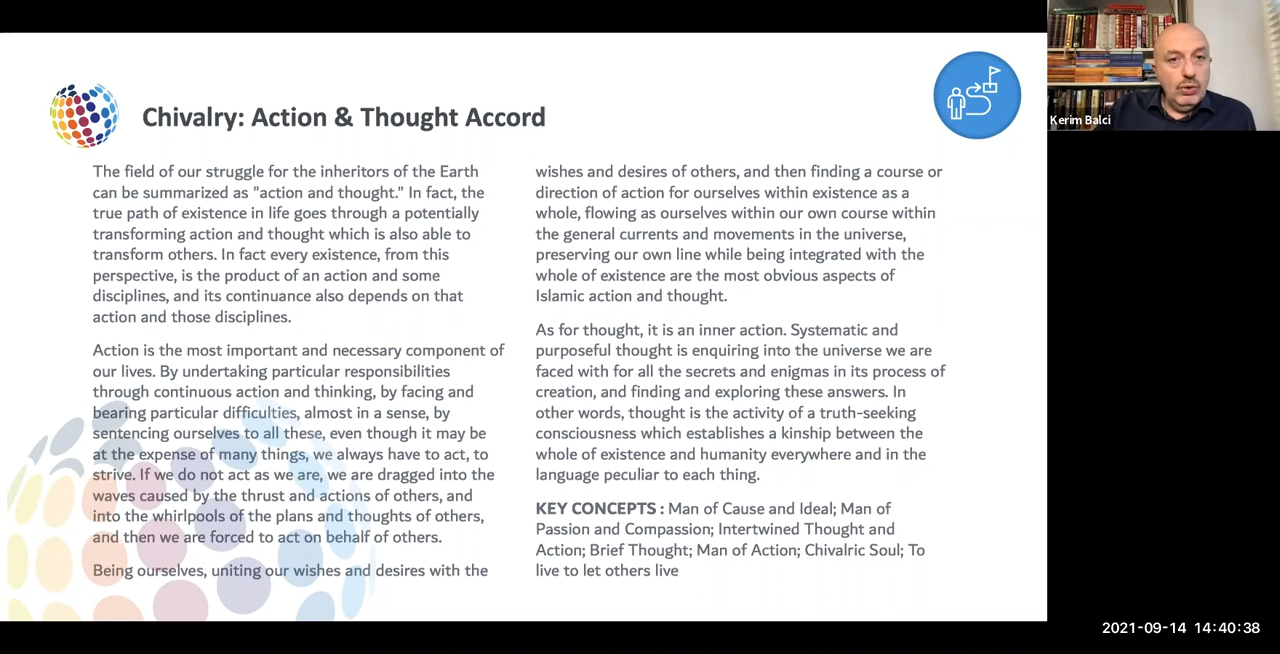 Chivalry: Action & Thought Accord
The field of our struggle for the inheritors of the Earth
can be summarized as "action and thought." In fact, the
true path of existence in life goes through a potentially
transforming action and thought which is also able to
transform others. In fact every existence, from this
perspective, is the product of an action and some
disciplines, and its continuance also depends on that
action and those disciplines.
Action is the most important and necessary component of
our lives. By undertaking particular responsibilities
through continuous action and thinking, by facing and
bearing particular difficulties, almost in a sense, by
sentencing ourselves to all these, even though it may be
at the expense of many things, we always have to act, to
strive. If we do not act as we are, we are dragged into the
waves caused by the thrust and actions of others, and
into the whirlpools of the plans and thoughts of others,
and then we are forced to act on behalf of others.
Being ourselves, uniting our wishes and desires with the
wishes and desires of others, and then finding a course or
direction of action for ourselves within existence as a
whole, flowing as ourselves within our own course within
the general currents and movements in the universe,
preserving our own line while being integrated with the
whole of existence are the most obvious aspects of
Islamic action and thought.
As for thought, it is an inner action. Systematic and
purposeful thought is enquiring into the universe we are
faced with for all the secrets and enigmas in its process of
creation, and finding and exploring these answers. In
other words, thought is the activity of a truth-seeking
consciousness which establishes a kinship between the
whole of existence and humanity everywhere and in the
language peculiar to each thing.
KEY CONCEPTS : Man of Cause and Ideal; Man of
Passion and Compassion; Intertwined Thought and
Action; Brief Thought; Man of Action; Chivalric Soul; To
live to let others live
Kerim Balci
2021-09-14 14:40:38